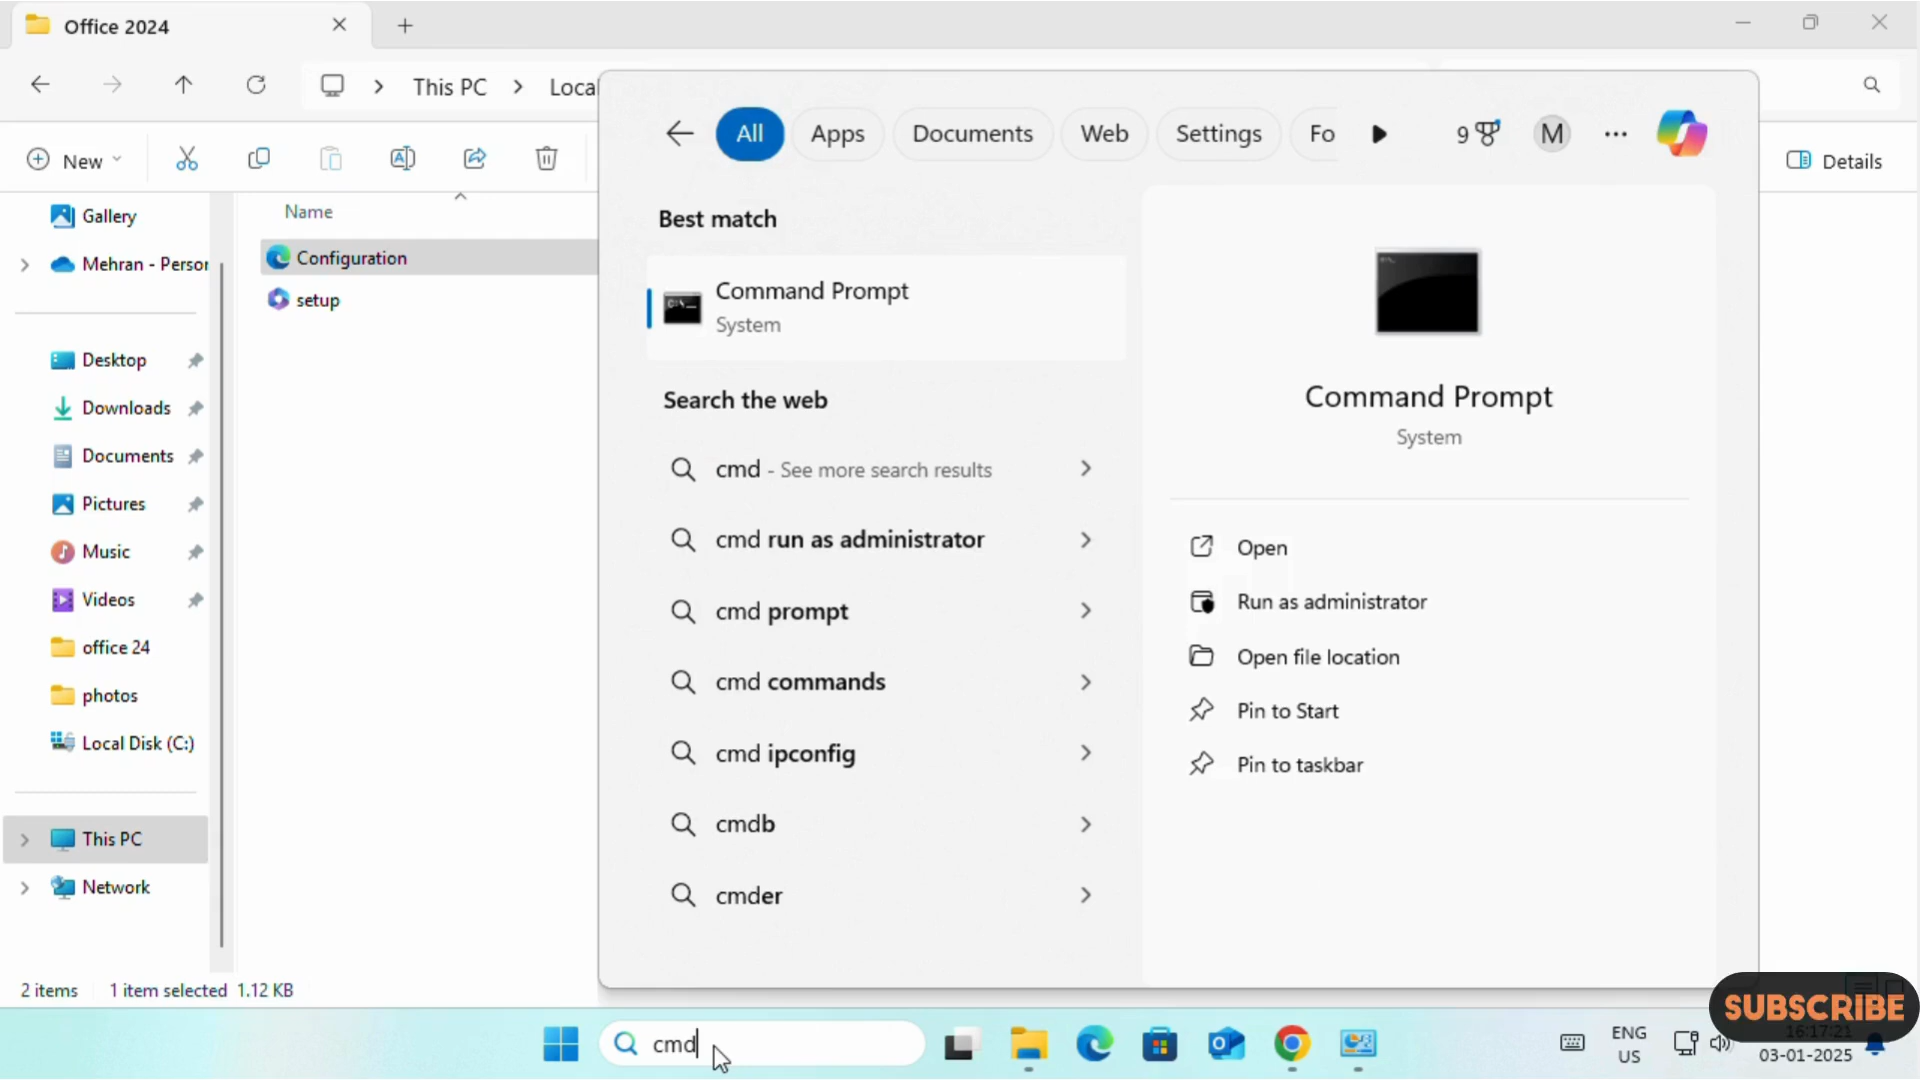 Office 2024
This PC
Loca
All
Apps
Documents
Web
Settings
Fo
9
M
New
Details
Gallery
Mehran - Person
Desktop
Downloads
Documents
Pictures
Music
Videos
office 24
photos
Local Disk (C:)
This PC
Network
Name
Configuration
setup
Best match
Command Prompt
System
Search the web
cmd - See more search results
cmd run as administrator
cmd prompt
cmd commands
cmd ipconfig
cmdb
cmder
Command Prompt
System
Open
Run as administrator
Open file location
Pin to Start
Pin to taskbar
2 items
1 item selected 1.12 KB
SUBSCRIBE
cmd
ENG
US
16:17:21
03-01-2025